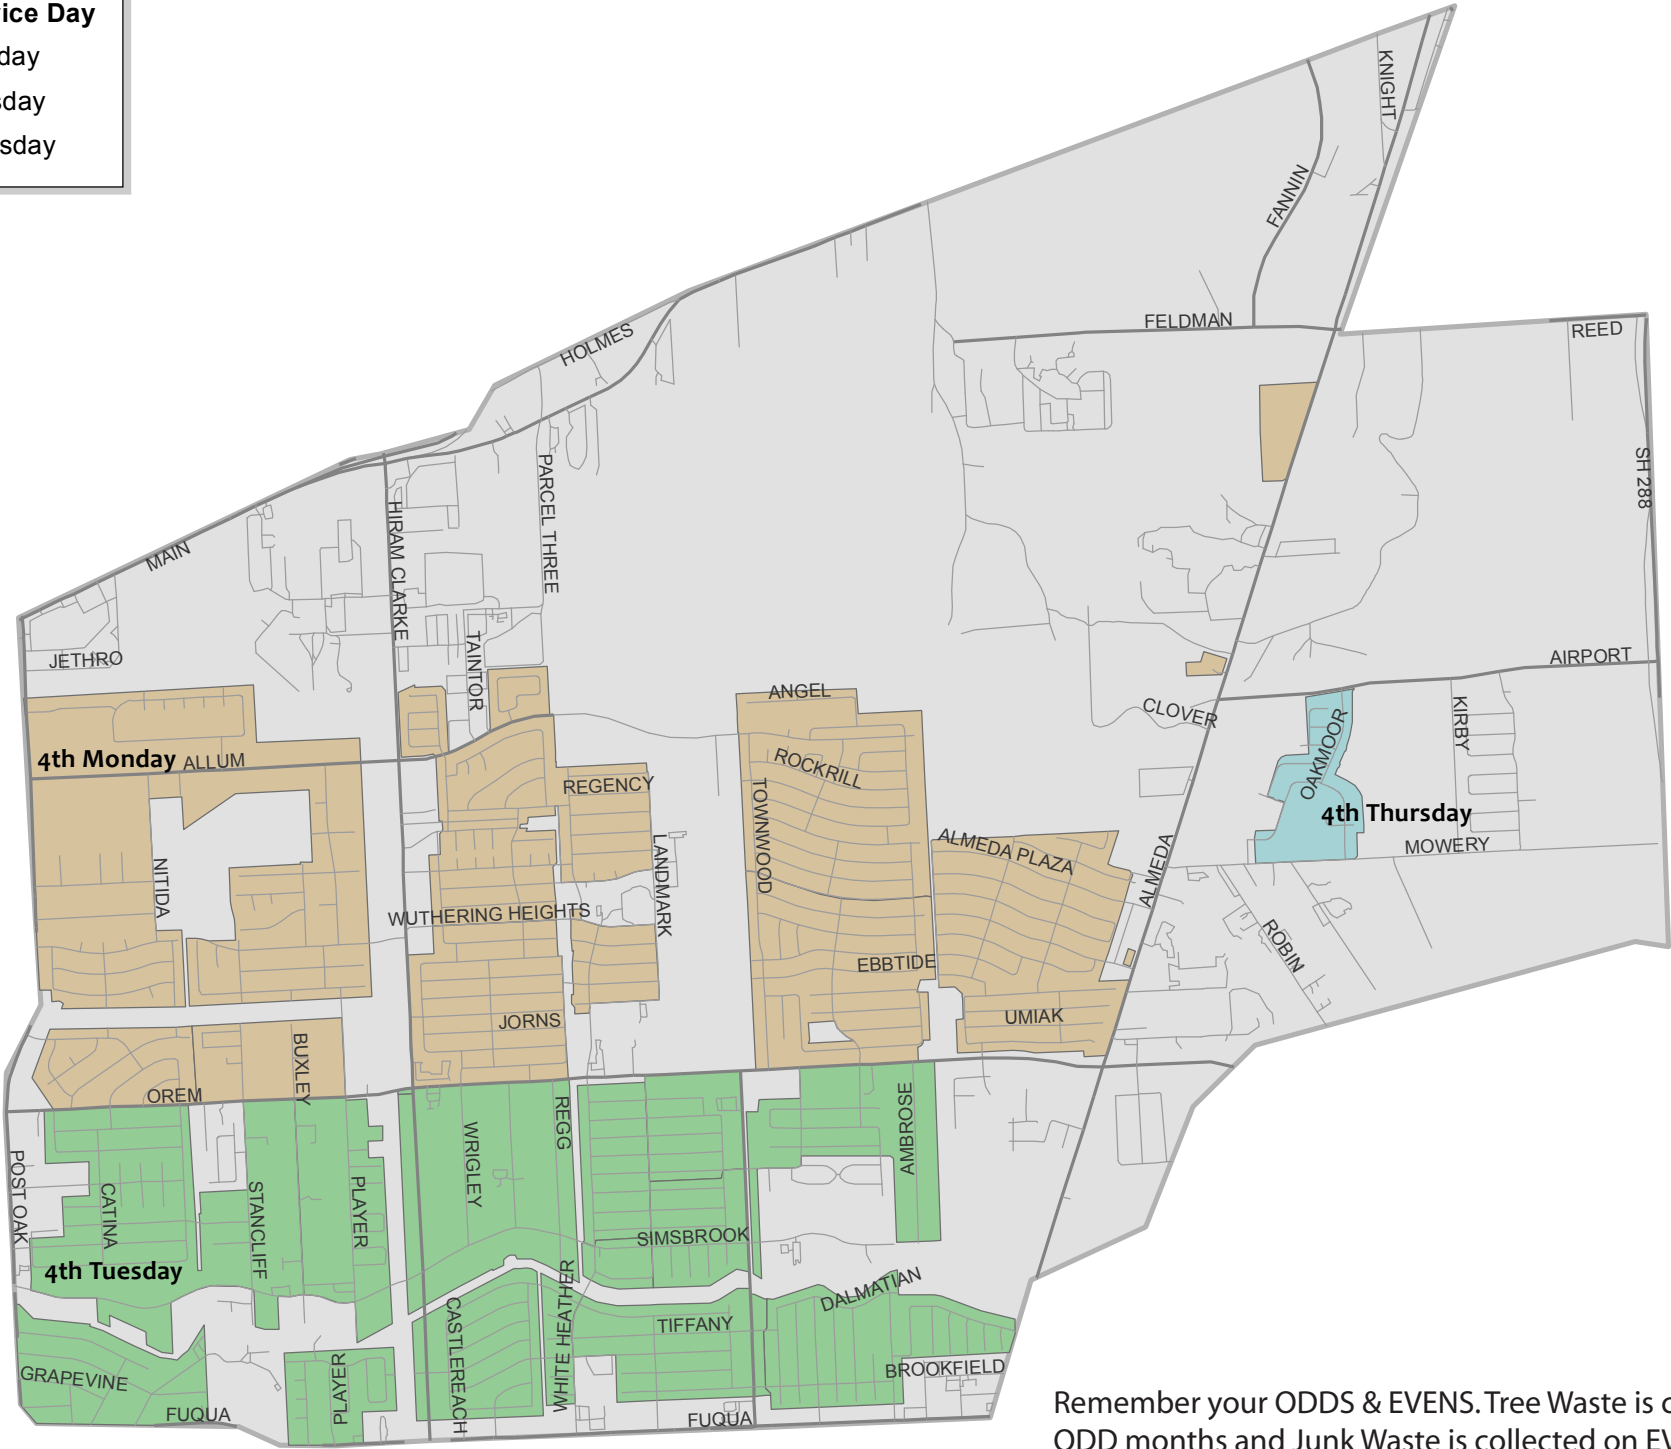 ice Day
day
sday
sday
KNIGHT
FANNIN
FELDMAN
REED
HOLMES
SH 288
PARCEL THREE
HIRAM CLARKE
MAIN
TAINTOR
JETHRO
AIRPORT
ANGEL
CLOVER
KIRBY
OAKMOOR
4th Monday
ALLUM
ROCKRILL
REGENCY
TOWNWOOD
4th Thursday
MOWERY
LANDMARK
ALMEDA PLAZA
ALMEDA
NITIDA
WUTHERING HEIGHTS
ROBIN
EBBTIDE
JORNS
UMIAK
BUXLEY
OREM
REGG
AMBROSE
WRIGLEY
POST OAK
CATINA
STANCLIFF
PLAYER
SIMSBROOK
4th Tuesday
DALMATIAN
WHITE HEATHER
CASTLEREACH
TIFFANY
BROOKFIELD
GRAPEVINE
PLAYER
FUQUA
FUQUA
Remember your ODDS & EVENS. Tree Waste is
ODD months and Junk Waste is collected on EV